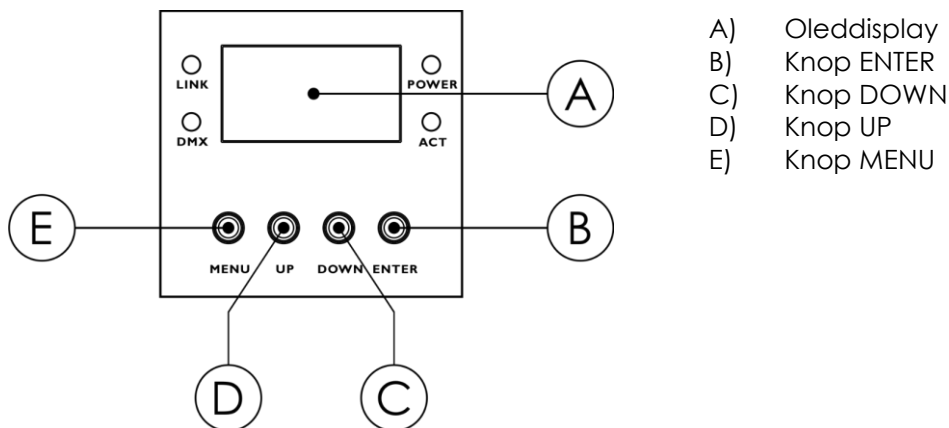 LINK
POWER
DMX
ACT
MENU UP DOWN ENTER
A
B
C
D
E
A) Oleddisplay
B) Knop ENTER
C) Knop DOWN
D) Knop UP
E) Knop MENU